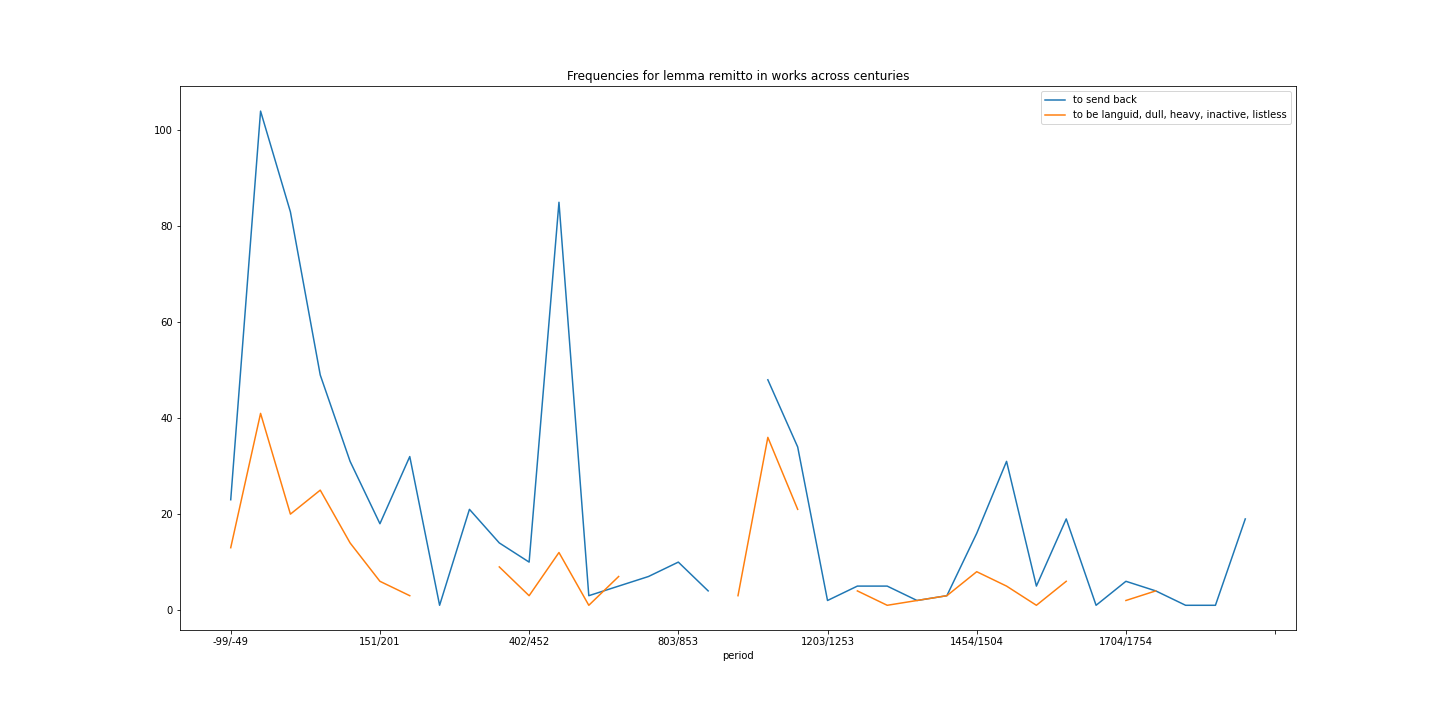 Frequencies for lemma remitto in works across centuries
to send back
to be languid, dull, heavy, inactive, listless
100
80
60
40
20
0
-99/-49 151/201 402/452 803/853 1203/1253 1454/1504 1704/1754
period